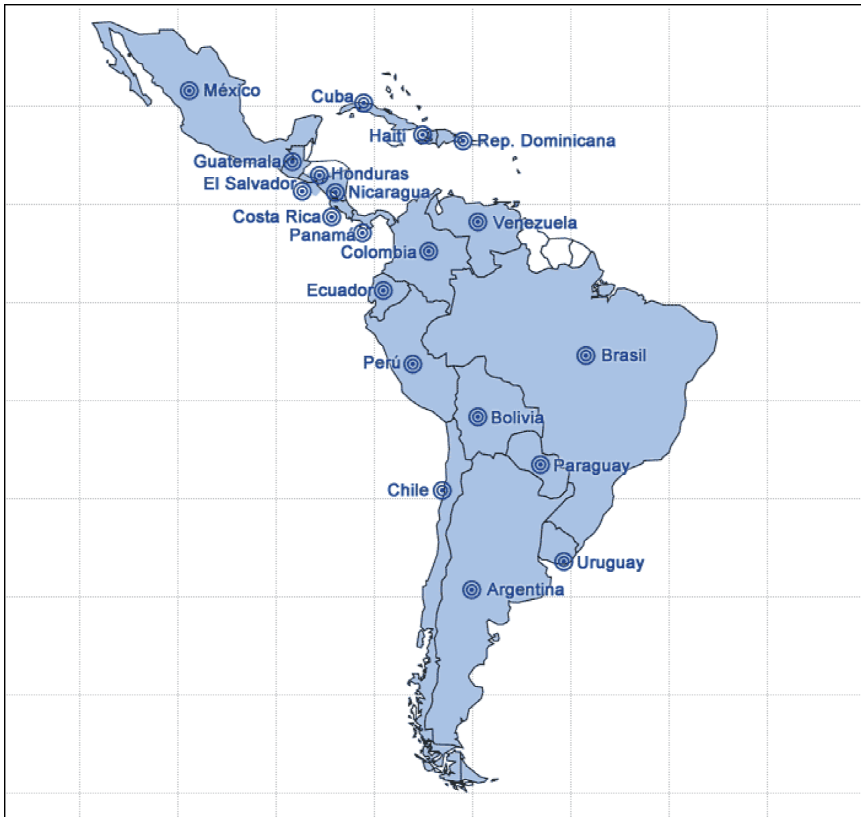 México
Cuba
Haiti
Rep. Dominicana
Guatemala
Honduras
El Salvador
Nicaragua
Costa Rica
Venezuela
Panamá
Colombia
Ecuador
Brasil
Perú
Bolivia
Paraguay
Chile
Uruguay
Argentina